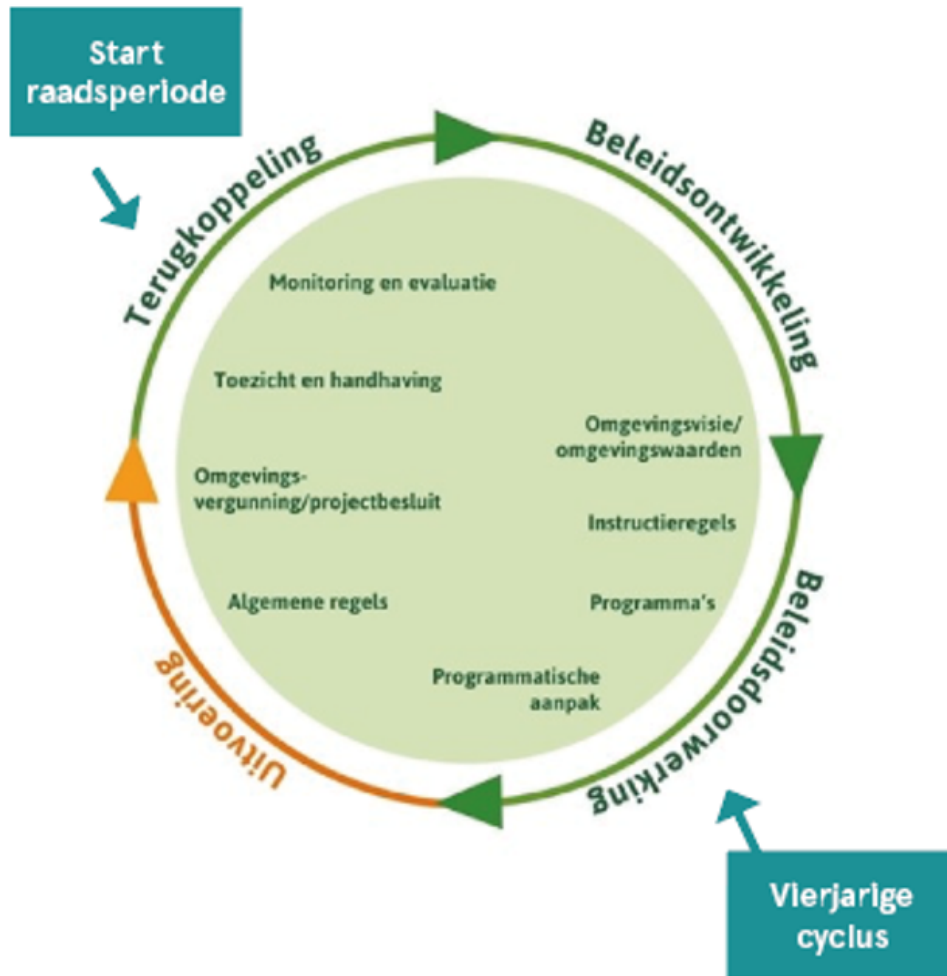 Start
raadsperiode
Terugkoppeling
Beleidsontwikkeling
Monitoring en evaluatie
Toezicht en handhaving
Omgevingsvisie/
omgevingswaarden
Omgevings-
vergunning/projectbesluit
Instructieregels
Algemene regels
Programma's
Programmatische
aanpak
Beleidsdoorwerking
Uitvoering
Vierjarige
cyclus